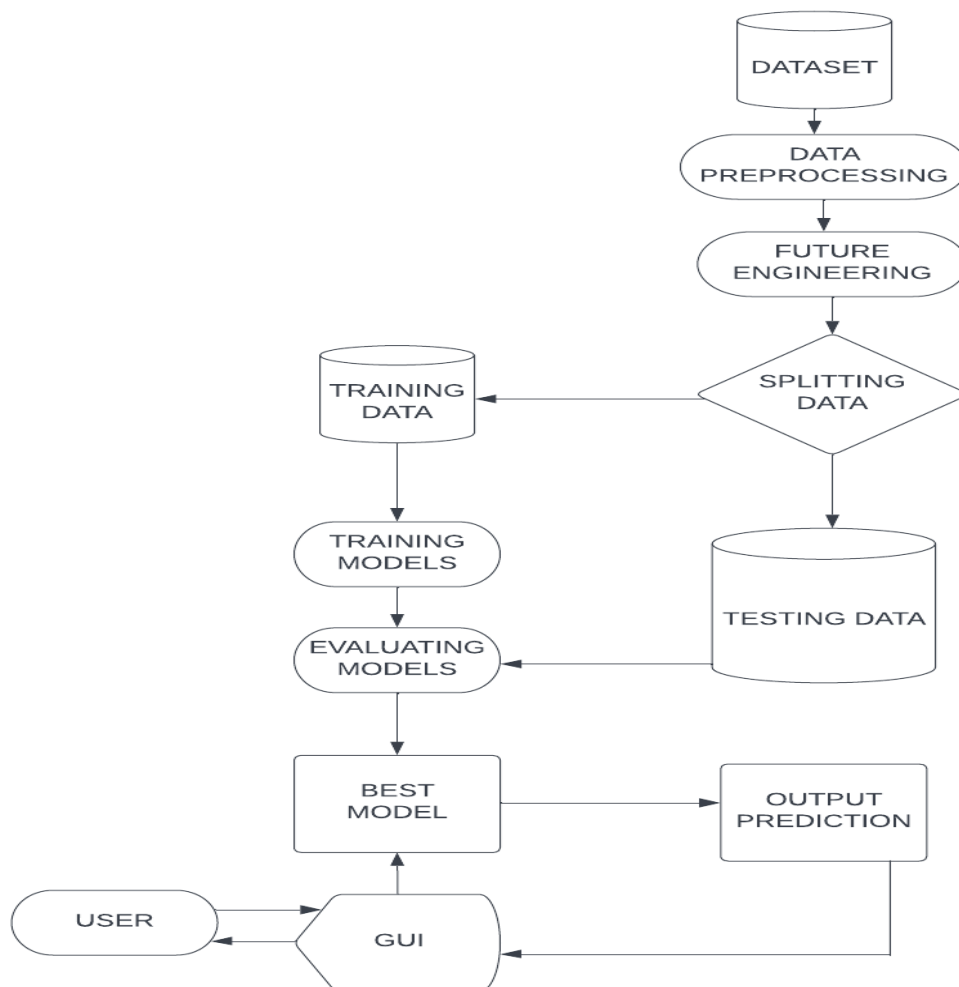 DATASET
DATA
PREPROCESSING
FUTURE
ENGINEERING
SPLITTING
DATA
TRAINING
DATA
TRAINING
MODELS
TESTING DATA
EVALUATING
MODELS
BEST
MODEL
OUTPUT
PREDICTION
USER
GUI